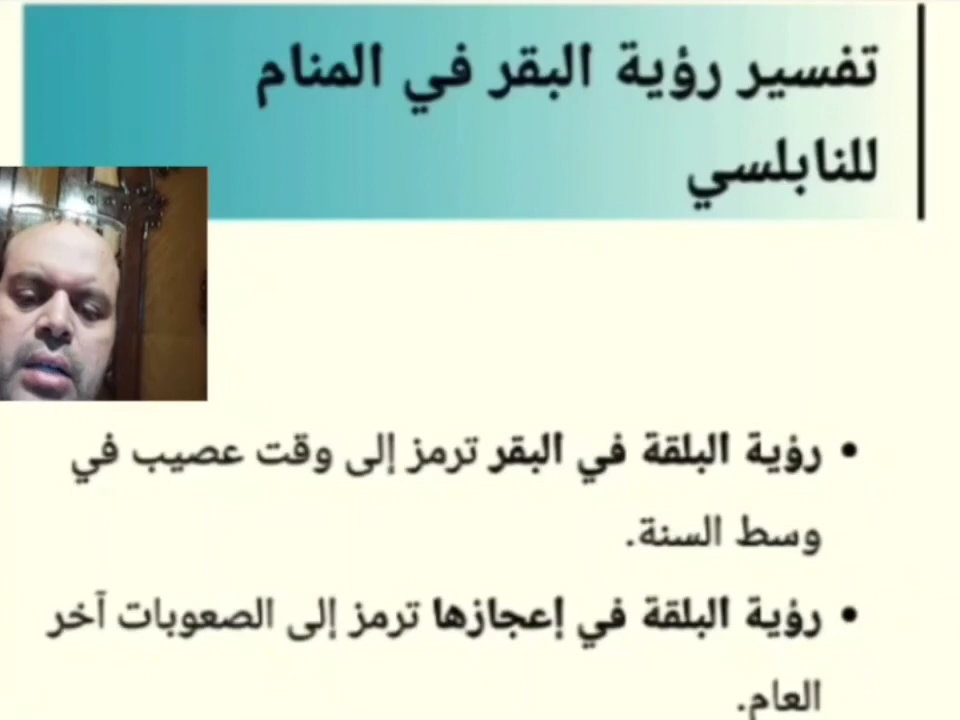 تفسير رؤية البقر في المنام
للنابلسي
رؤية البلقة في البقر ترمز إلى وقت عصيب في
وسط السنة.
رؤية البلقة في إعجازها ترمز إلى الصعوبات آخر
العام.